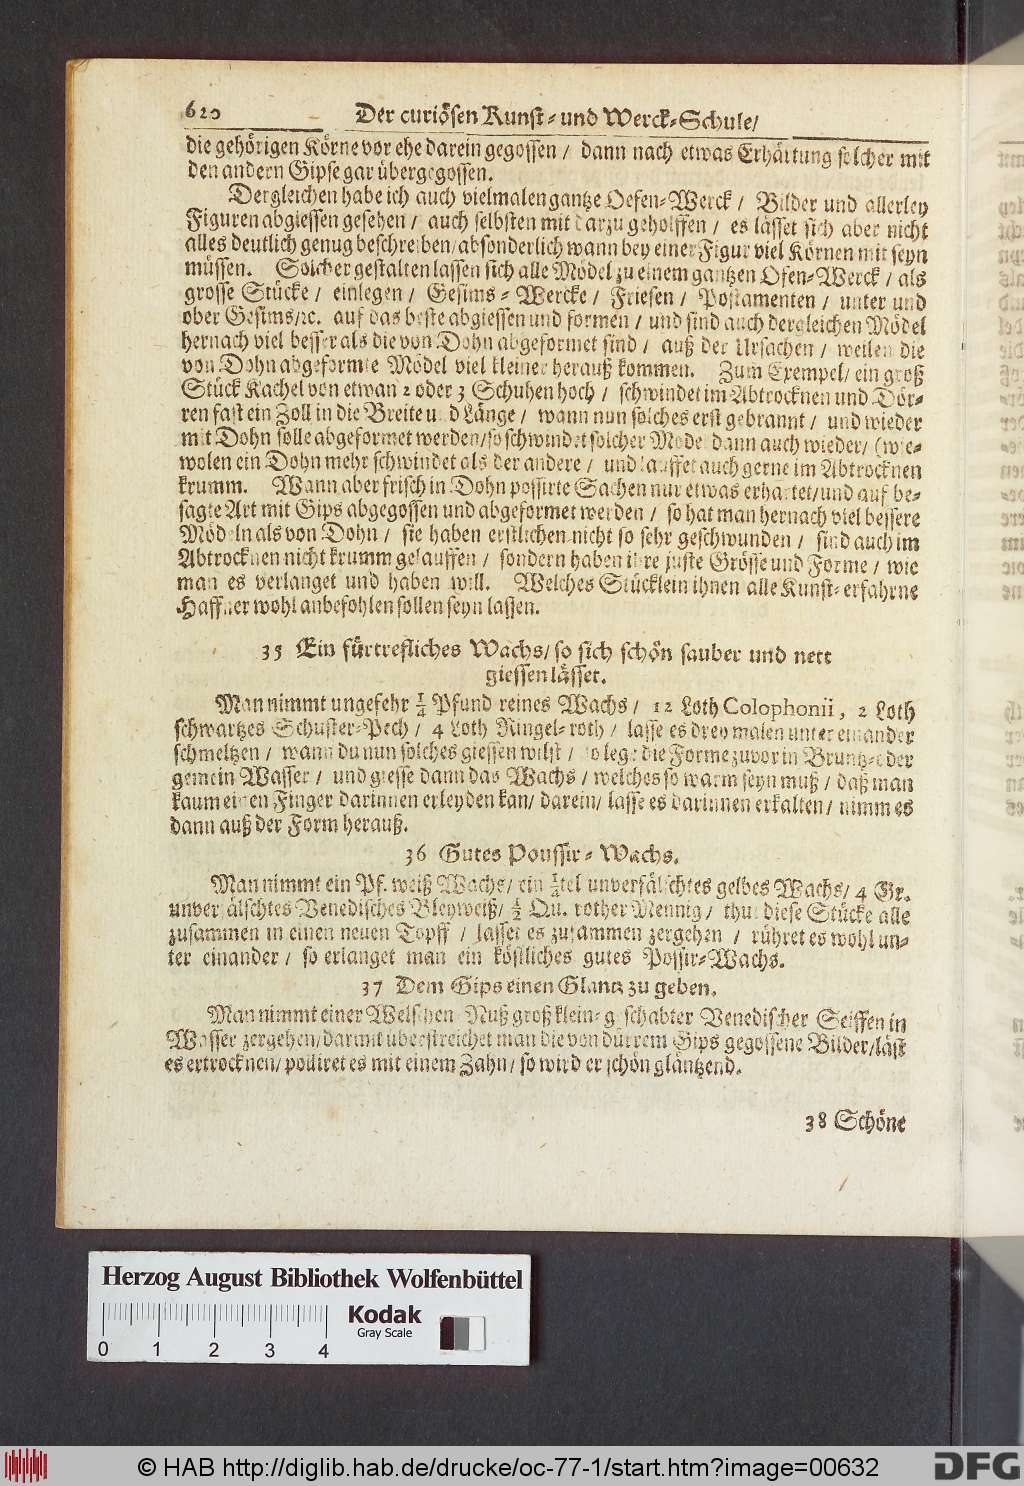 620 Der curiösen Kunst- und Werck-Schule/
die gehörigen Körne vor ehe darein gegossen / dann nach etwas Erhärtung solcher mit
den andern Gipse gar übergegossen.
Dergleichen habe ich auch vielmalen gantze Oefen-Werck / Bilder und allerley
Figuren abgiessen gesehen / auch selbsten mit darzu geholffen / es lässet sich aber nicht
alles deutlich genug beschreiben/absonderlich wann bey einer Figur viel Körnen mit seyn
müssen. Solcher gestalten lassen sich alle Mödel zu einem gantzen Ofen-Werck / als
grosse Stücke / einlegen / Gesims-Wercke / Friesen / Postamenten / unter und
ober Gesims/ꝛc. auf das beste abgiessen und formen / und sind auch dergleichen Mödel
hernach viel besser als die von Dohn abgeformet sind / auß der Ursachen / weilen die
von Dohn abgeformte Mödel viel kleiner herauß kommen. Zum Exempel/ ein groß
Stück Kachel von etwan 2 oder 3 Schuhen hoch / schwindet im Abtrocknen und Dör-
ren fast ein Zoll in die Breite und Länge / wann nun solches erst gebrannt / und wieder
mit Dohn solle abgeformet werden/so schwindet solcher Model dann auch wieder/ (wie-
wolen ein Dohn mehr schwindet als der andere / und lauffet auch gerne im Abtrocknen
krumm. Wann aber frisch in Dohn possirte Sachen nur etwas erhartet/und auf be-
sagte Art mit Gips abgegossen und abgeformet werden / so hat man hernach viel bessere
Mödeln als von Dohn / sie haben erstlichen nicht so sehr geschwunden / sind auch im
Abtrocknen nicht krumm gelauffen / sondern haben ihre juste Grösse und Forme / wie
man es verlanget und haben will. Welches Stücklein ihnen alle Kunst-erfahrne
Haffner wohl anbefohlen sollen seyn lassen.
35 Ein fürtrefliches Wachs/ so sich schön sauber und nett
giessen lässet.
Man nimmt ungefehr ¼ Pfund reines Wachs / 12 Loth Colophonii, 2 Loth
schwartzes Schuster-Pech / 4 Loth Ringel-roth / lasse es drey malen unter einander
schmeltzen / wann du nun solches giessen wilst / so lege die Forme zuvor in Bruntz-oder
gemein Wasser / und giesse dann das Wachs / welches so warm seyn muß / daß man
kaum einen Finger darinnen erleyden kan/ darein/ lasse es darinnen erkalten/ nimm es
dann auß der Form herauß.
36 Gutes Poussir-Wachs.
Man nimmt ein Pf. weiß Wachs/ ein ¼tel unverfälschtes gelbes Wachs/ 4 Gr.
unverfälschtes Venedisches Bleyweiß/ ½ Qu. rother Mennig / thut diese Stücke alle
zusammen in einen neuen Topff / lasset es zusammen zergehen / rühret es wohl un-
ter einander / so erlanget man ein köstliches gutes Possir-Wachs.
37 Dem Gips einen Glantz zu geben.
Man nimmt einer Welschen Nuß groß klein-geschabter Venedischer Seiffen in
Wasser zergehen/darmit überstreichet man die von dürrem Gips gegossene Bilder/läst
es ertrocknen/ polliret es mit einem Zahn/ so wird er schön gläntzend.
38 Schöne
Herzog August Bibliothek Wolfenbüttel
Kodak
Gray Scale
0 1 2 3 4
© HAB http://diglib.hab.de/drucke/oc-77-1/start.htm?image=00632
DFG